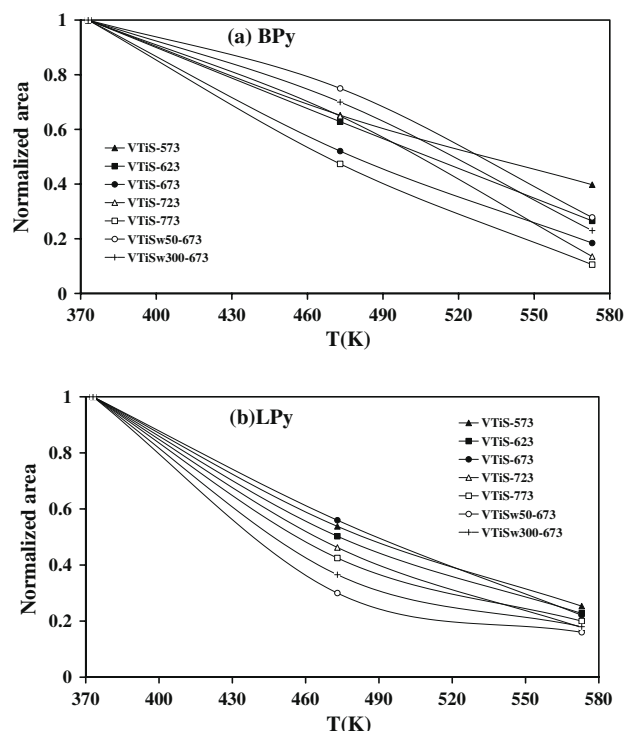 (a) BPy
Normalized area
1
0.8
0.6
0.4
0.2
0
VTiS-573
VTiS-623
VTiS-673
VTiS-723
VTiS-773
VTiSw50-673
VTiSw300-673
370 400 430 460 490 520 550 580
T(K)
(b)LPy
Normalized area
1
0.8
0.6
0.4
0.2
0
VTiS-573
VTiS-623
VTiS-673
VTiS-723
VTiS-773
VTiSw50-673
VTiSw300-673
370 400 430 460 490 520 550 580
T(K)